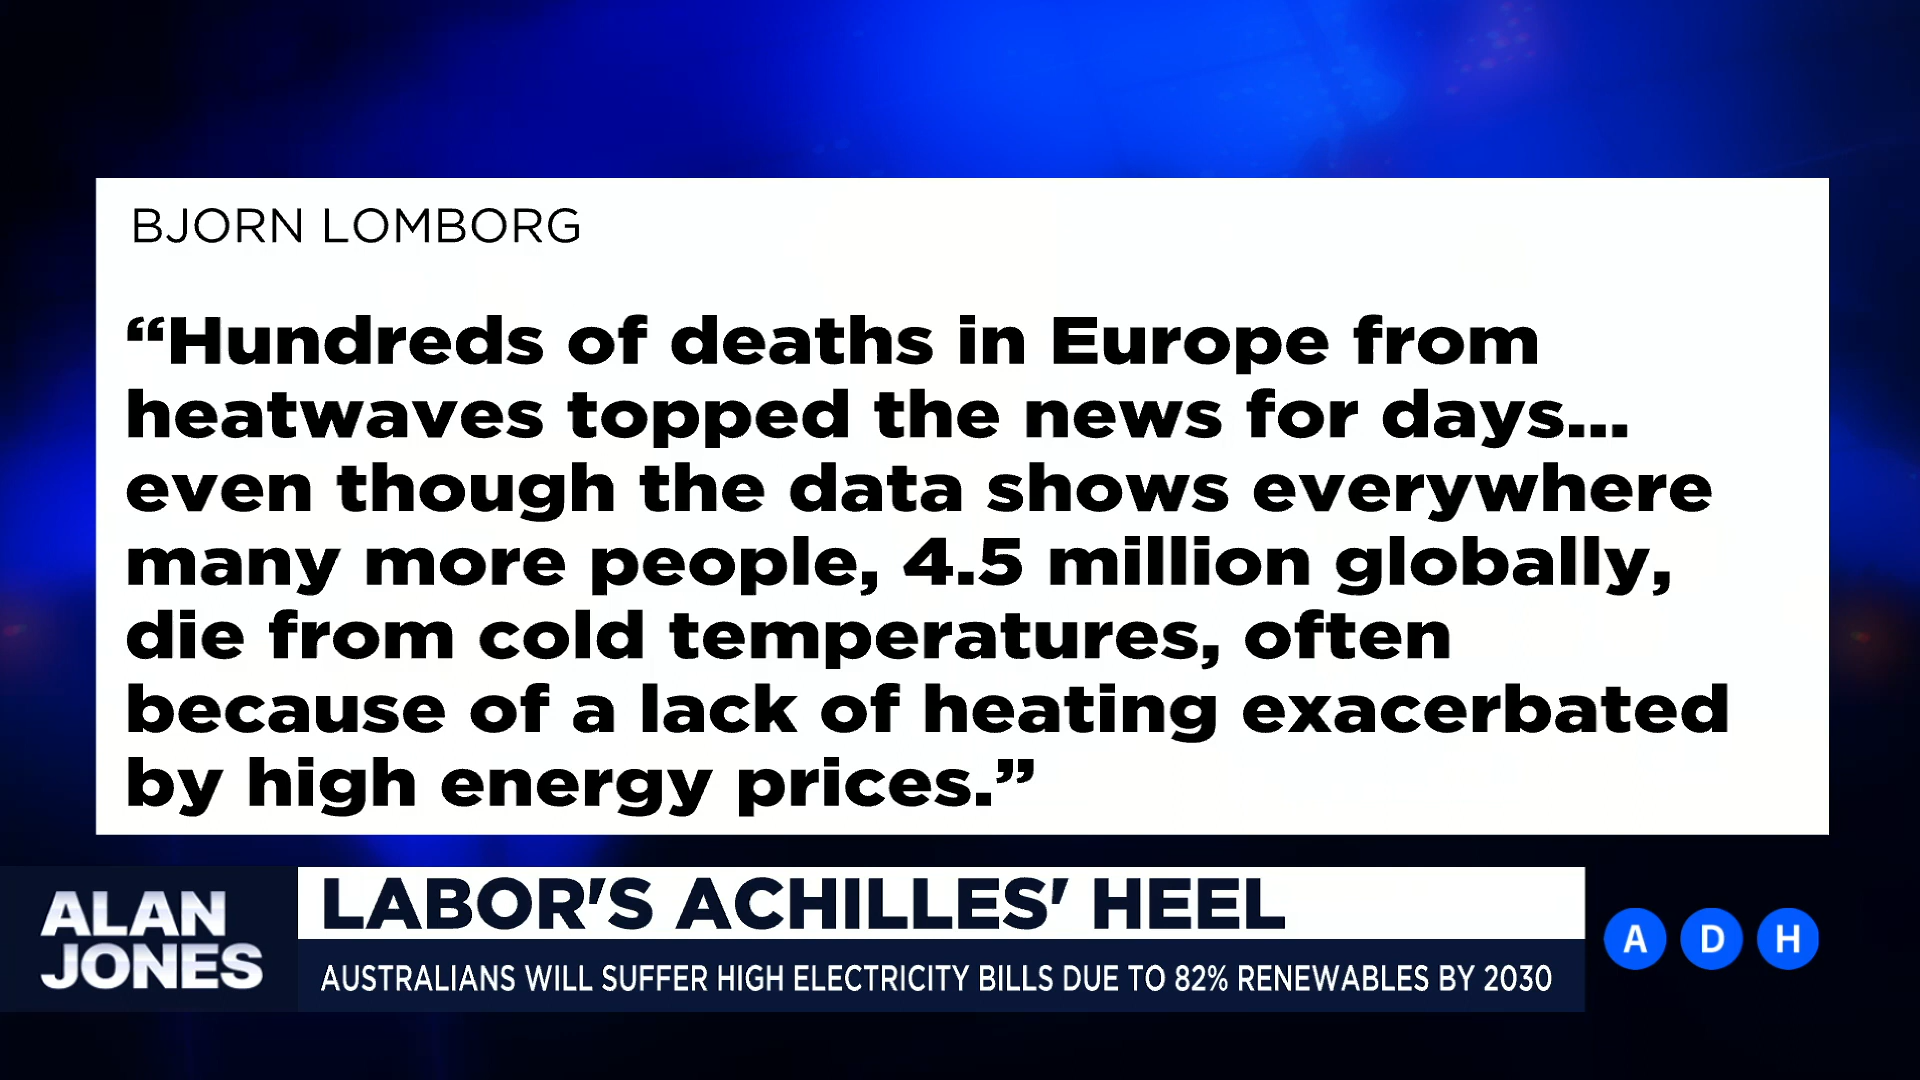 BJORN LOMBORG
“Hundreds of deaths in Europe from
heatwaves topped the news for days...
even though the data shows everywhere
many more people, 4.5 million globally,
die from cold temperatures, often
because of a lack of heating exacerbated
by high energy prices.”
ALAN
JONES
LABOR'S ACHILLES' HEEL
AUSTRALIANS WILL SUFFER HIGH ELECTRICITY BILLS DUE TO 82% RENEWABLES BY 2030
A D H